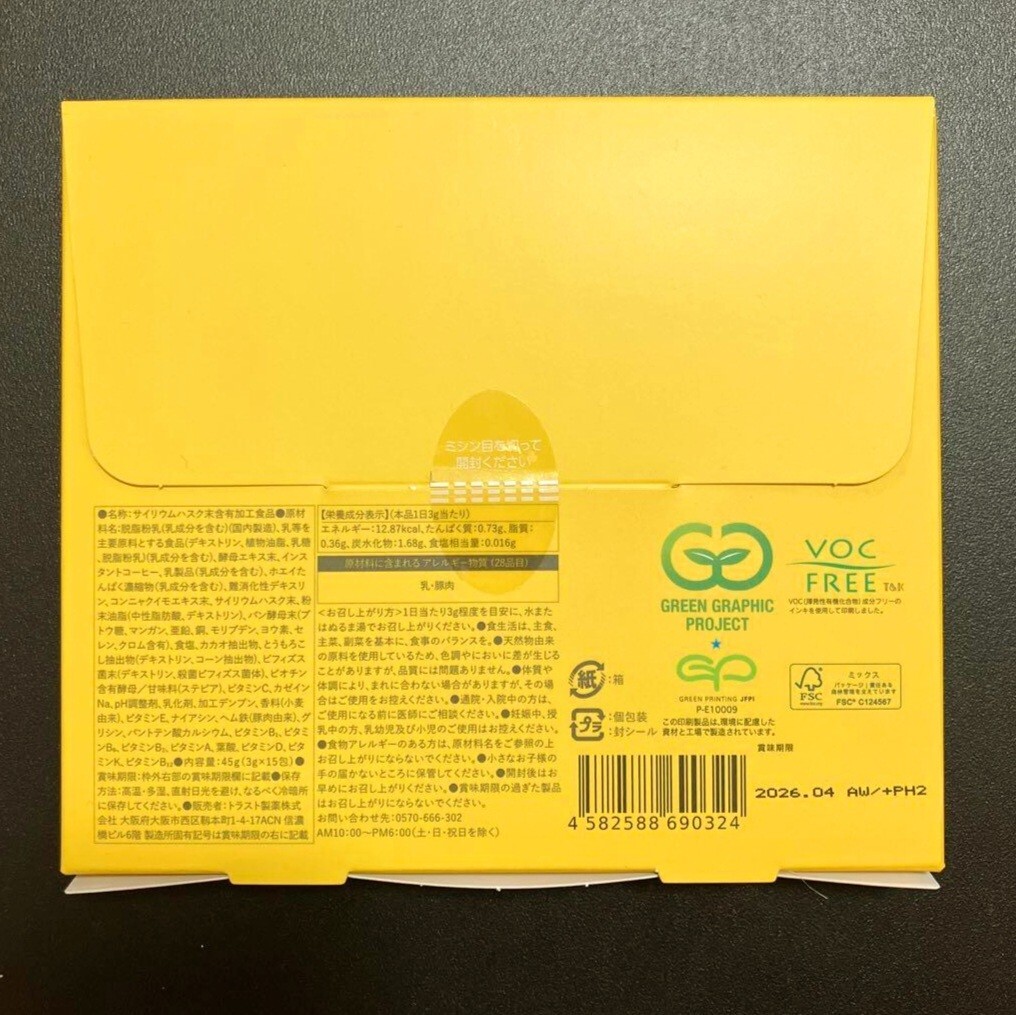 ミシン目を切って
開封ください
●名称:サイリウムハスク末含有加工食品●原材
料名:脱脂粉乳(乳成分を含む)(国内製造)、乳等を
主要原料とする食品(デキストリン、植物油脂、乳糖
、脱脂粉乳)(乳成分を含む)、酵母エキス末、インス
タントコーヒー、乳製品(乳成分を含む)、ホエイた
んぱく濃縮物(乳成分を含む)、難消化性デキスリ
ン、コンニャクイモエキス末、サイリウムハスク末、粉
末油脂(中性脂肪酸、デキストリン)、パン酵母末(ブ
トウ糖、マンガン、亜鉛、銅、モリブデン、ヨウ素、セ
レン、クロム含有)、食塩、カカオ抽出物、とうもろこ
し抽出物(デキストリン、コーン抽出物)、ビフィズス
菌末(デキストリン、殺菌ビフィズス菌体)、ビオチン
含有酵母/甘味料(ステビア)、ビタミンC、カゼイン
Na、pH調整剤、乳化剤、加工デンプン、香料(小麦
由来)、ビタミンE、ナイアシン、ヘム鉄(豚肉由来)、グ
リシン、パントテン酸カルシウム、ビタミンB₁、ビタミ
ンB₆、ビタミンB₂、ビタミンA、葉酸、ビタミンD、ビタ
ミンK、ビタミンB₁₂●内容量:45g(3g×15包)●
賞味期限:枠外右部の賞味期限欄に記載●保存
方法:高温・多湿、直射日光を避け、なるべく冷暗所
に保存してください。●販売者:トラスト製薬株式
会社 大阪府大阪市西区靱本町1-4-17ACN 信濃
橋ビル6階 製造所固有記号は賞味期限の右に記載
【栄養成分表示】(本品1日3g当たり)
エネルギー:12.87kcal、たんぱく質:0.73g、脂質:
0.36g、炭水化物:1.68g、食塩相当量:0.016g
原材料に含まれるアレルギー物質(28品目)
乳・豚肉
<お召し上がり方>1日当たり3g程度を目安に、水また
はぬるま湯でお召し上がりください。●食生活は、主食、
主菜、副菜を基本に、食事のバランスを。●天然物由来
の原料を使用しているため、色調やにおいに差が生じる
ことがありますが、品質には問題ありません。●体質や
体調により、まれに合わない場合がありますが、その場
合はご使用をお控えください。●通院・入院中の方は、
ご使用になる前に医師にご相談ください。●妊娠中、授
乳中の方、乳幼児及び小児のご使用はお控えください。
●食物アレルギーのある方は、原材料名をご参照の上
お召し上がりにならないでください。●小さなお子様の
手の届かないところに保管してください。●開封後はお
早めにお召し上がりください。●賞味期限の過ぎた製品
はお召し上がりにならないでください。
お問い合わせ先:0570-666-302
AM10:00〜PM6:00(土・日・祝日を除く)
GREEN GRAPHIC
PROJECT
VOC
FREE T&K
VOC(揮発性有機化合物)成分フリーの
インキを使用して印刷しました。
紙:箱
プラ:個包装
:封シール
GP
GREEN PRINTING JFPI
P-E10009
この印刷製品は、環境に配慮した
資材と工場で製造されています。
FSC
www.fsc.org
ミックス
パッケージ|責任ある
森林管理を支えています
FSC® C124567
賞味期限
2026.04 AW/+PH2
4 582588 690324